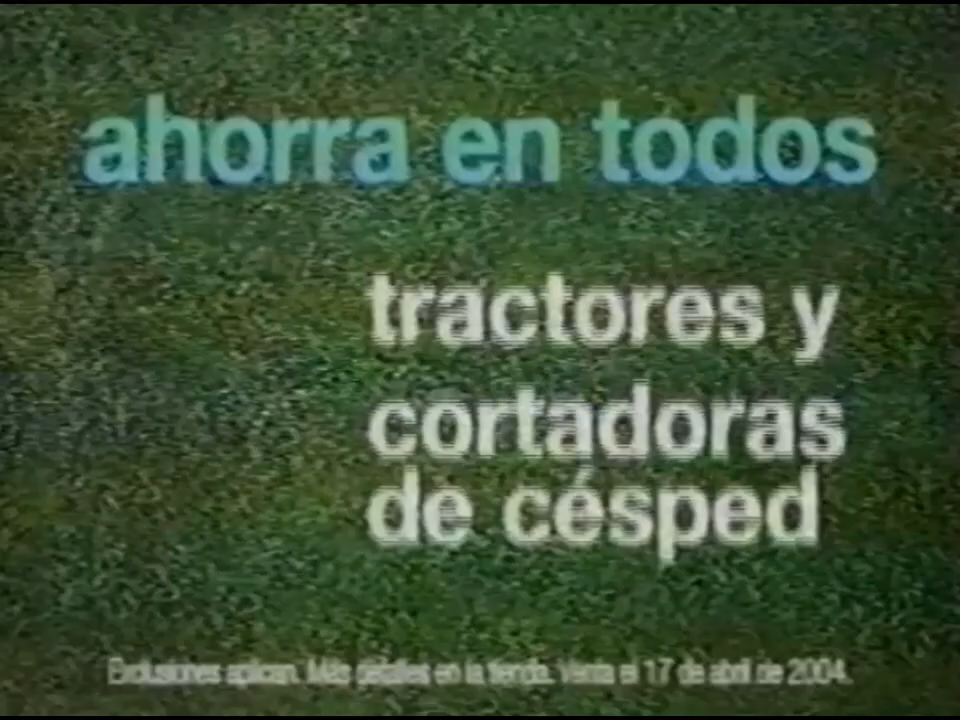 ahorra en todos
tractores y
cortadoras
de césped
Exclusiones aplican. Más detalles en la tienda. Venta el 17 de abril de 2004.